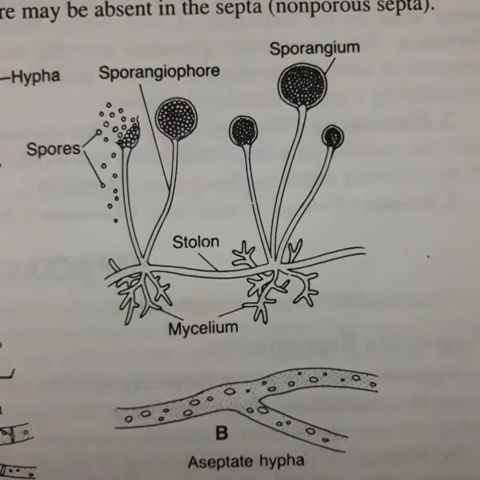 re may be absent in the septa (nonporous septa).
Sporangium
Hypha
Sporangiophore
Spores
Stolon
Mycelium
B
Aseptate hypha